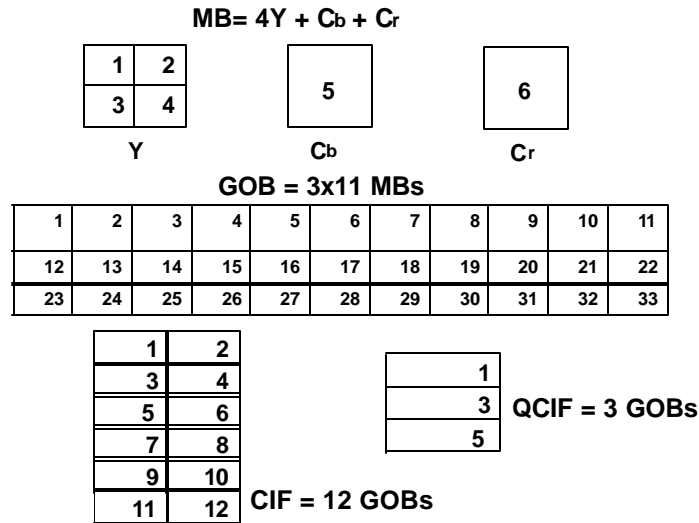 MB= 4Y + Cb + Cr
1 2
3 4
5
6
Y
Cb
Cr
GOB = 3x11 MBs
1 2 3 4 5 6 7 8 9 10 11
12 13 14 15 16 17 18 19 20 21 22
23 24 25 26 27 28 29 30 31 32 33
1 2
3 4
5 6
7 8
9 10
11 12
CIF = 12 GOBs
1
3
5
QCIF = 3 GOBs